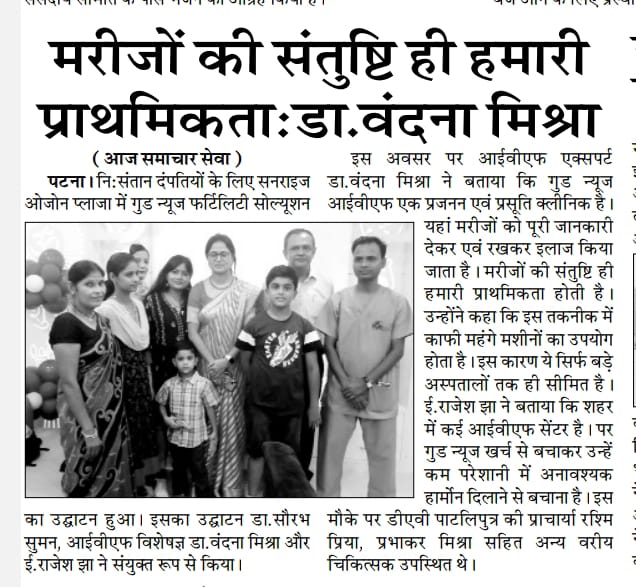 मरीजों की संतुष्टि ही हमारी
प्राथमिकताःडा.वंदना मिश्रा
( आज समाचार सेवा )
पटना। नि:संतान दंपतियों के लिए सनराइज
ओजोन प्लाजा में गुड न्यूज फर्टिलिटी सोल्यूशन
का उद्घाटन हुआ। इसका उद्घाटन डा.सौरभ
सुमन, आईवीएफ विशेषज्ञ डा.वंदना मिश्रा और
ई.राजेश झा ने संयुक्त रूप से किया।
इस अवसर पर आईवीएफ एक्सपर्ट
डा.वंदना मिश्रा ने बताया कि गुड न्यूज
आईवीएफ एक प्रजनन एवं प्रसूति क्लीनिक है।
यहां मरीजों को पूरी जानकारी
देकर एवं रखकर इलाज किया
जाता है। मरीजों की संतुष्टि ही
हमारी प्राथमिकता होती है।
उन्होंने कहा कि इस तकनीक में
काफी महंगे मशीनों का उपयोग
होता है। इस कारण ये सिर्फ बड़े
अस्पतालों तक ही सीमित है।
ई.राजेश झा ने बताया कि शहर
में कई आईवीएफ सेंटर है। पर
गुड न्यूज खर्च से बचाकर उन्हें
कम परेशानी में अनावश्यक
हार्मोन दिलाने से बचाना है। इस
मौके पर डीएवी पाटलिपुत्र की प्राचार्या रश्मि
प्रिया, प्रभाकर मिश्रा सहित अन्य वरीय
चिकित्सक उपस्थित थे।